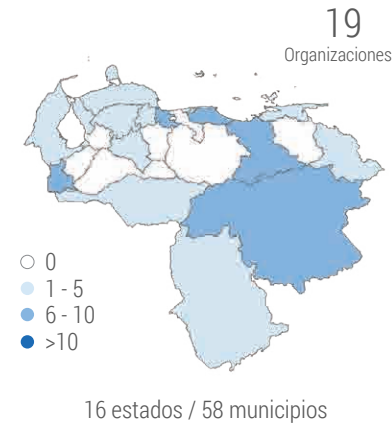 19
Organizaciones
0
1 - 5
6 - 10
>10
16 estados / 58 municipios